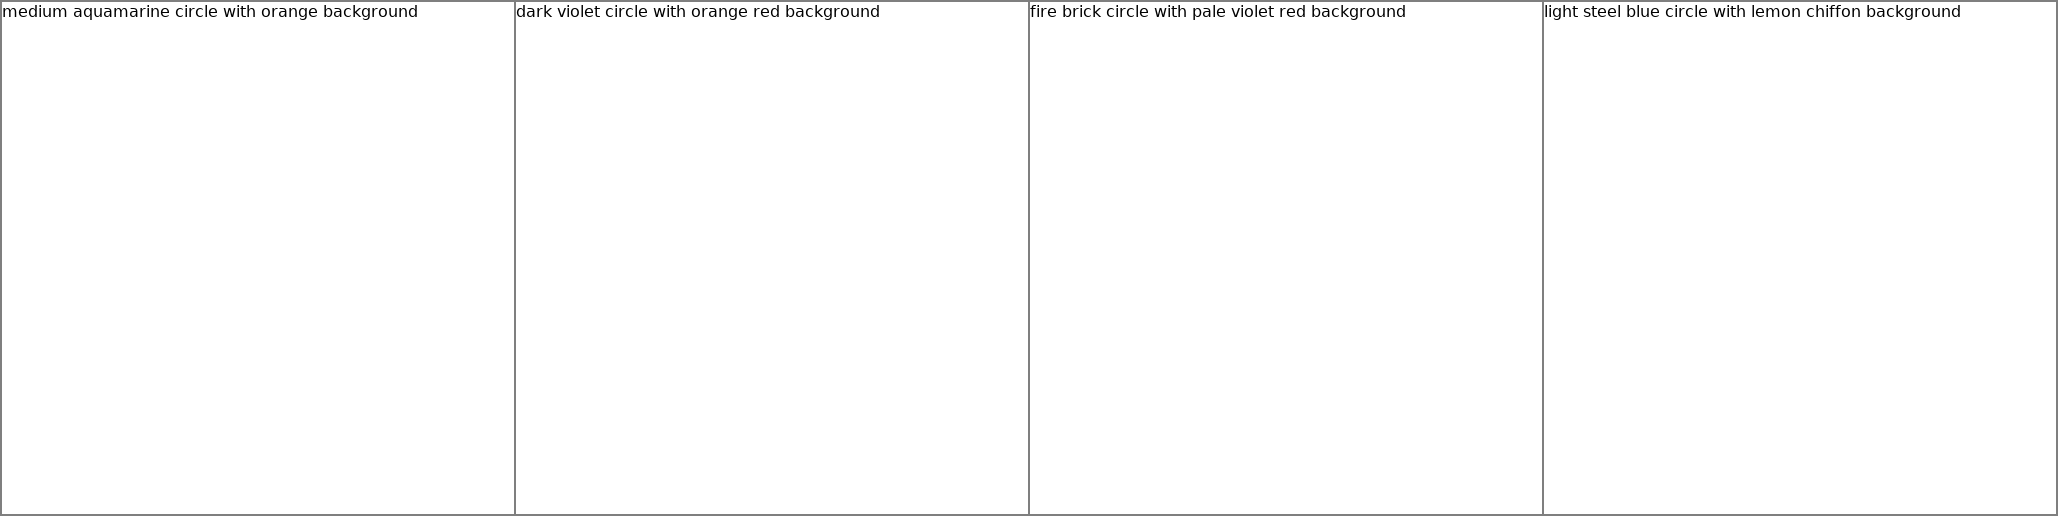 medium aquamarine circle with orange background
dark violet circle with orange red background
fire brick circle with pale violet red background
light steel blue circle with lemon chiffon background